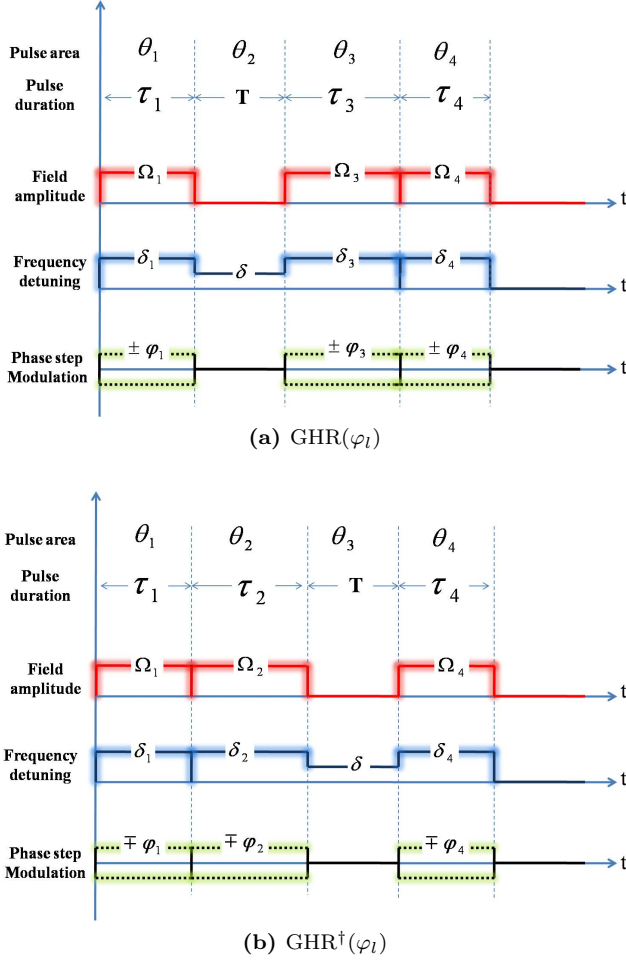 Pulse area θ₁ θ₂ θ₃ θ₄
Pulse
duration τ₁ T τ₃ τ₄
Field
amplitude Ω₁ Ω₃ Ω₄ t
Frequency
detuning δ₁ δ δ₃ δ₄ t
Phase step
Modulation ± φ₁ ± φ₃ ± φ₄ t
(a) GHR(φₗ)
Pulse area θ₁ θ₂ θ₃ θ₄
Pulse
duration τ₁ τ₂ T τ₄
Field
amplitude Ω₁ Ω₂ Ω₄ t
Frequency
detuning δ₁ δ₂ δ δ₄ t
Phase step
Modulation ∓ φ₁ ∓ φ₂ ∓ φ₄ t
(b) GHR†(φₗ)